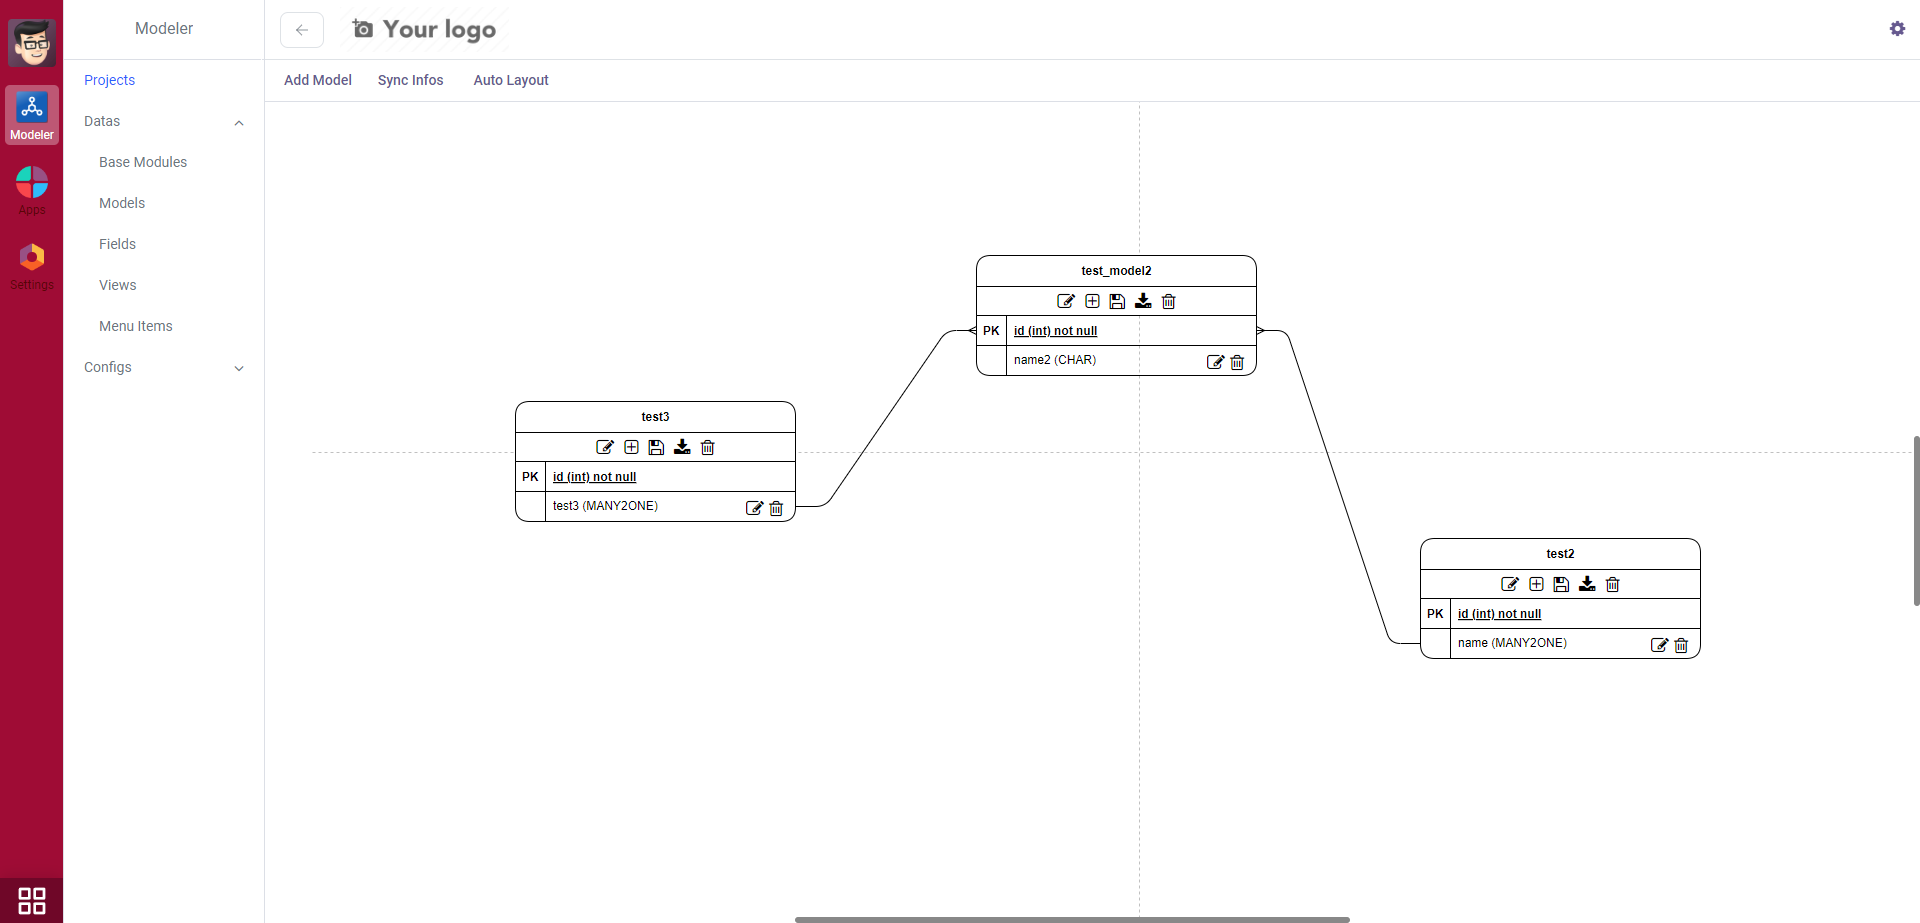 Modeler
Your logo
Modeler
Apps
Settings
Projects
Datas
Base Modules
Models
Fields
Views
Menu Items
Configs
Add Model Sync Infos Auto Layout
test_model2
PK id (int) not null
name2 (CHAR)
test3
PK id (int) not null
test3 (MANY2ONE)
test2
PK id (int) not null
name (MANY2ONE)